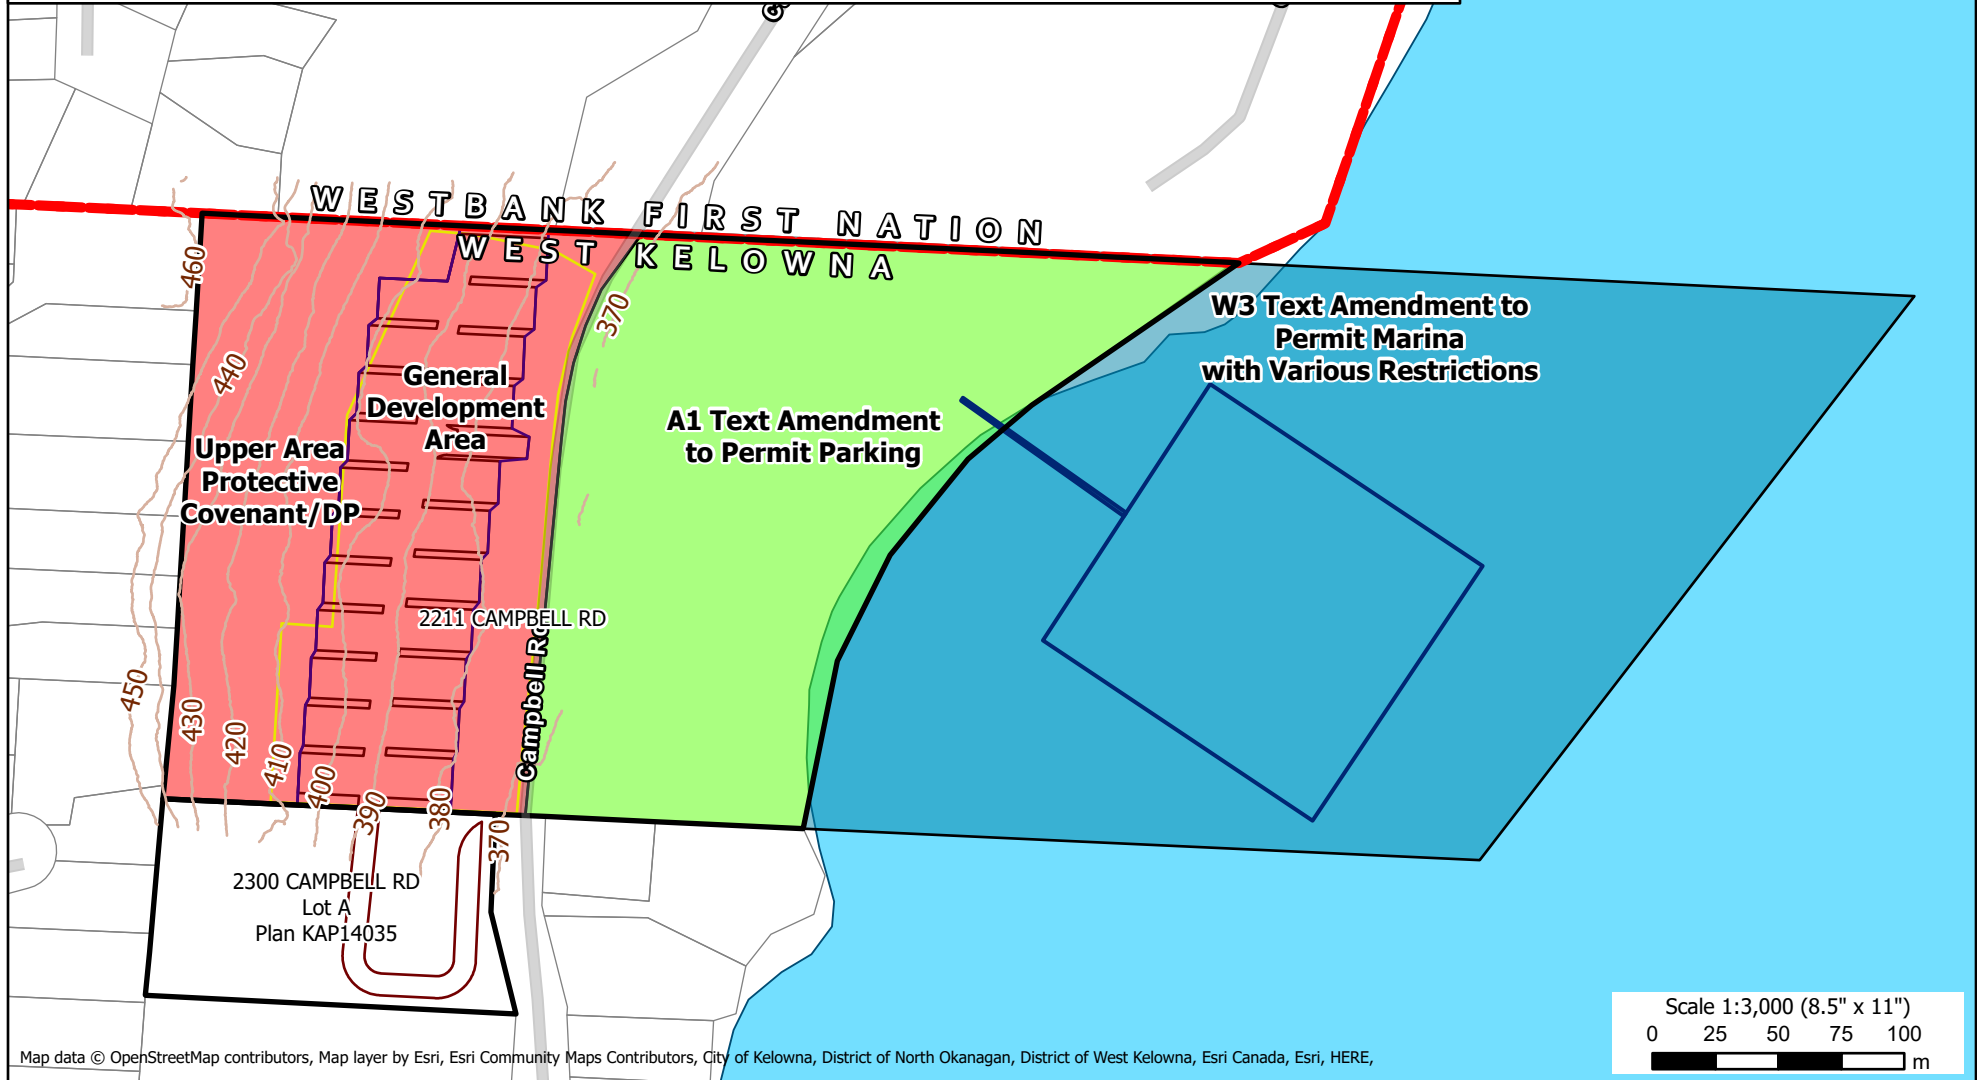 WESTBANK FIRST NATION
WEST KELOWNA
460
370
W3 Text Amendment to
Permit Marina
with Various Restrictions
440
General
Development
Area
A1 Text Amendment
to Permit Parking
Upper Area
Protective
Covenant/DP
2211 CAMPBELL RD
Campbell Rd
450
430
420
410
400
390
380
370
2300 CAMPBELL RD
Lot A
Plan KAP14035
Scale 1:3,000 (8.5" x 11")
0 25 50 75 100
m
Map data © OpenStreetMap contributors, Map layer by Esri, Esri Community Maps Contributors, City of Kelowna, District of North Okanagan, District of West Kelowna, Esri Canada, Esri, HERE,